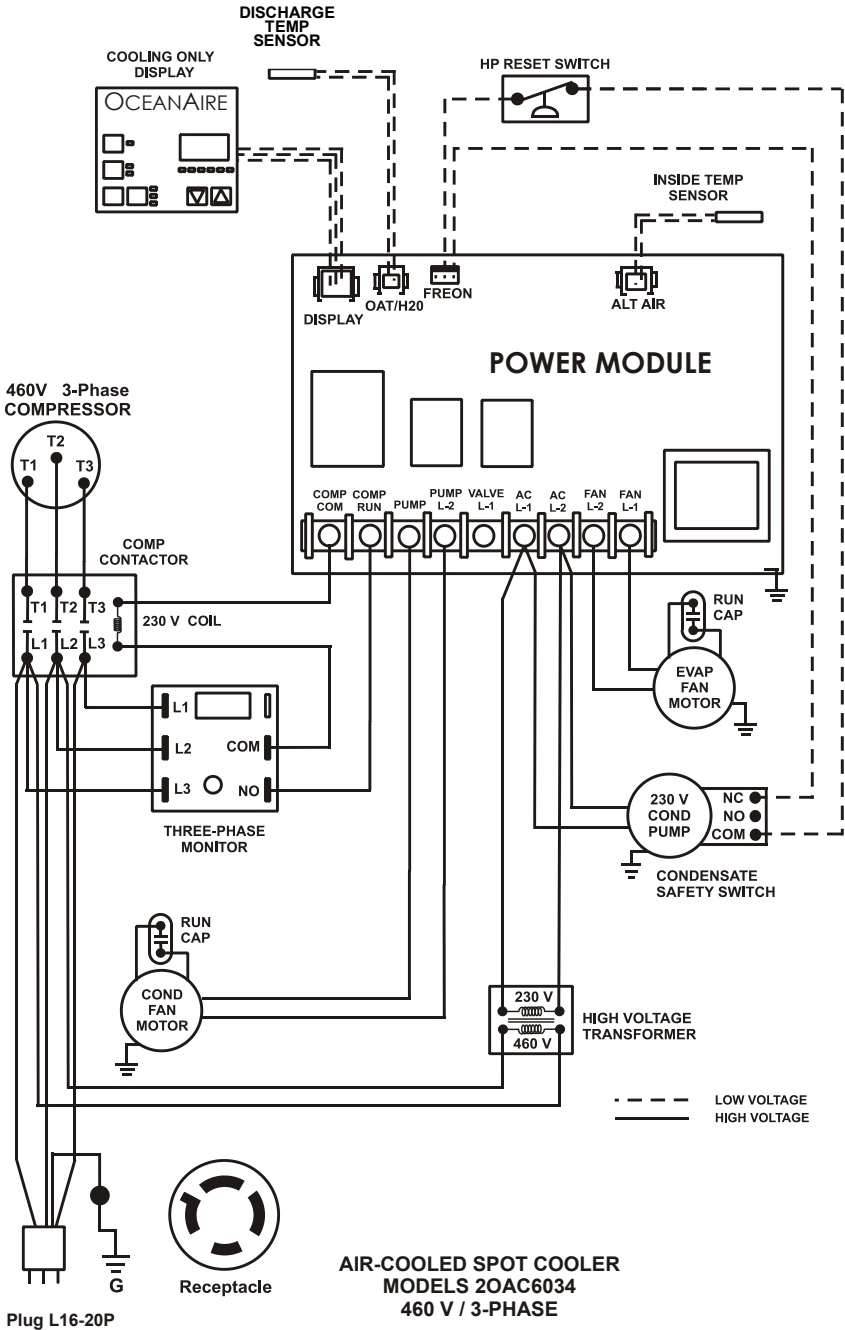 DISCHARGE
TEMP
SENSOR
COOLING ONLY
DISPLAY
OCEANAIRE
HP RESET SWITCH
INSIDE TEMP
SENSOR
DISPLAY
OAT/H20
FREON
ALT AIR
POWER MODULE
460V 3-Phase
COMPRESSOR
T1
T2
T3
COMP
COM
COMP
RUN
PUMP
PUMP
L-2
VALVE
L-1
AC
L-1
AC
L-2
FAN
L-2
FAN
L-1
COMP
CONTACTOR
T1
T2
T3
230 V COIL
L1
L2
L3
RUN
CAP
EVAP
FAN
MOTOR
L1
L2
COM
L3
NO
THREE-PHASE
MONITOR
230 V
COND
PUMP
NC
NO
COM
CONDENSATE
SAFETY SWITCH
RUN
CAP
COND
FAN
MOTOR
230 V
460 V
HIGH VOLTAGE
TRANSFORMER
LOW VOLTAGE
HIGH VOLTAGE
G
Receptacle
Plug L16-20P
AIR-COOLED SPOT COOLER
MODELS 2OAC6034
460 V / 3-PHASE